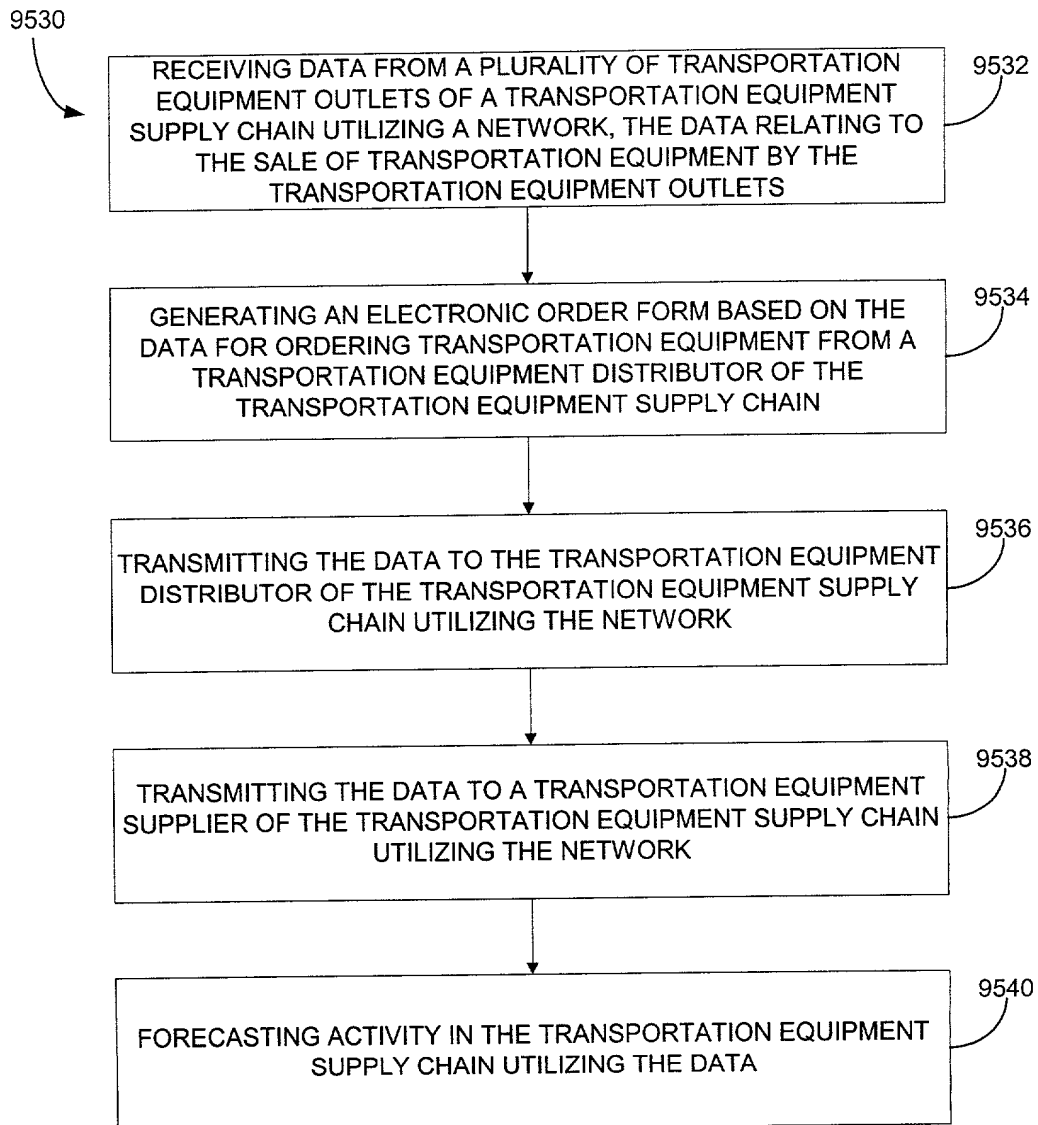 9530
RECEIVING DATA FROM A PLURALITY OF TRANSPORTATION
EQUIPMENT OUTLETS OF A TRANSPORTATION EQUIPMENT
SUPPLY CHAIN UTILIZING A NETWORK, THE DATA RELATING TO
THE SALE OF TRANSPORTATION EQUIPMENT BY THE
TRANSPORTATION EQUIPMENT OUTLETS
9532
GENERATING AN ELECTRONIC ORDER FORM BASED ON THE
DATA FOR ORDERING TRANSPORTATION EQUIPMENT FROM A
TRANSPORTATION EQUIPMENT DISTRIBUTOR OF THE
TRANSPORTATION EQUIPMENT SUPPLY CHAIN
9534
TRANSMITTING THE DATA TO THE TRANSPORTATION EQUIPMENT
DISTRIBUTOR OF THE TRANSPORTATION EQUIPMENT SUPPLY
CHAIN UTILIZING THE NETWORK
9536
TRANSMITTING THE DATA TO A TRANSPORTATION EQUIPMENT
SUPPLIER OF THE TRANSPORTATION EQUIPMENT SUPPLY CHAIN
UTILIZING THE NETWORK
9538
FORECASTING ACTIVITY IN THE TRANSPORTATION EQUIPMENT
SUPPLY CHAIN UTILIZING THE DATA
9540